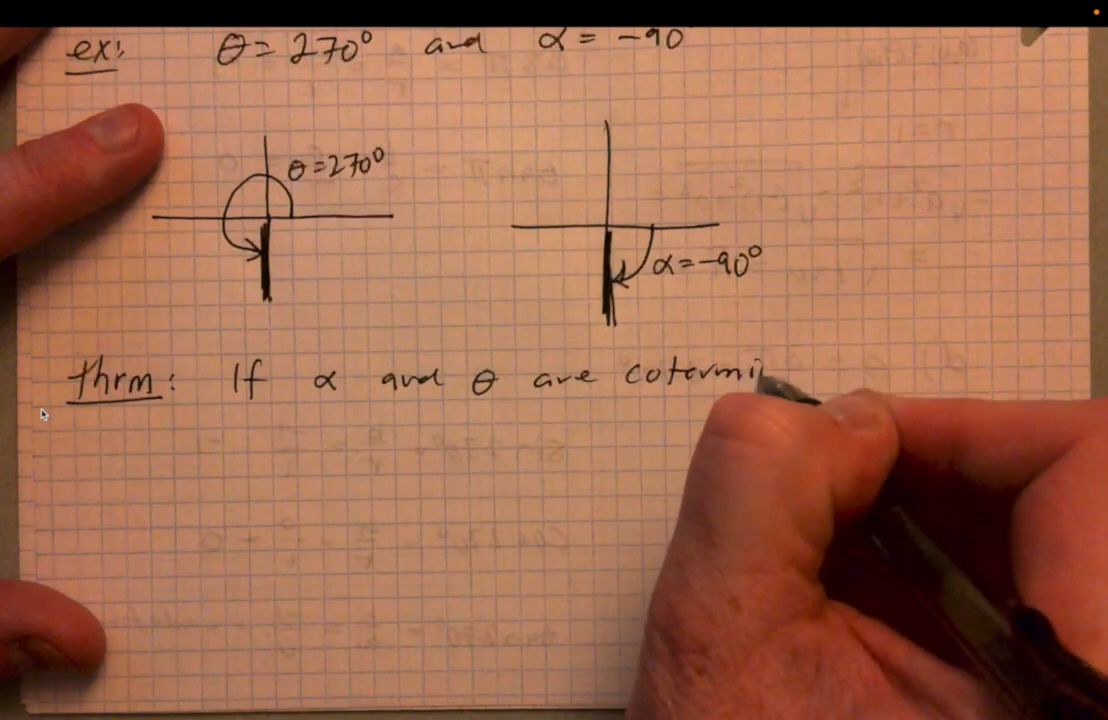 ex: θ = 270° and α = -90°
θ=270°
α=-90°
Thrm: If α and θ are cotermi